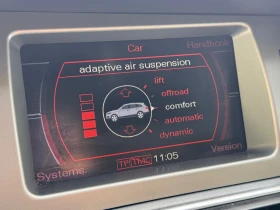 Car
Handbook
adaptive air suspension
lift
offroad
comfort
automatic
dynamic
Systems
Version
TP TMC 11:05